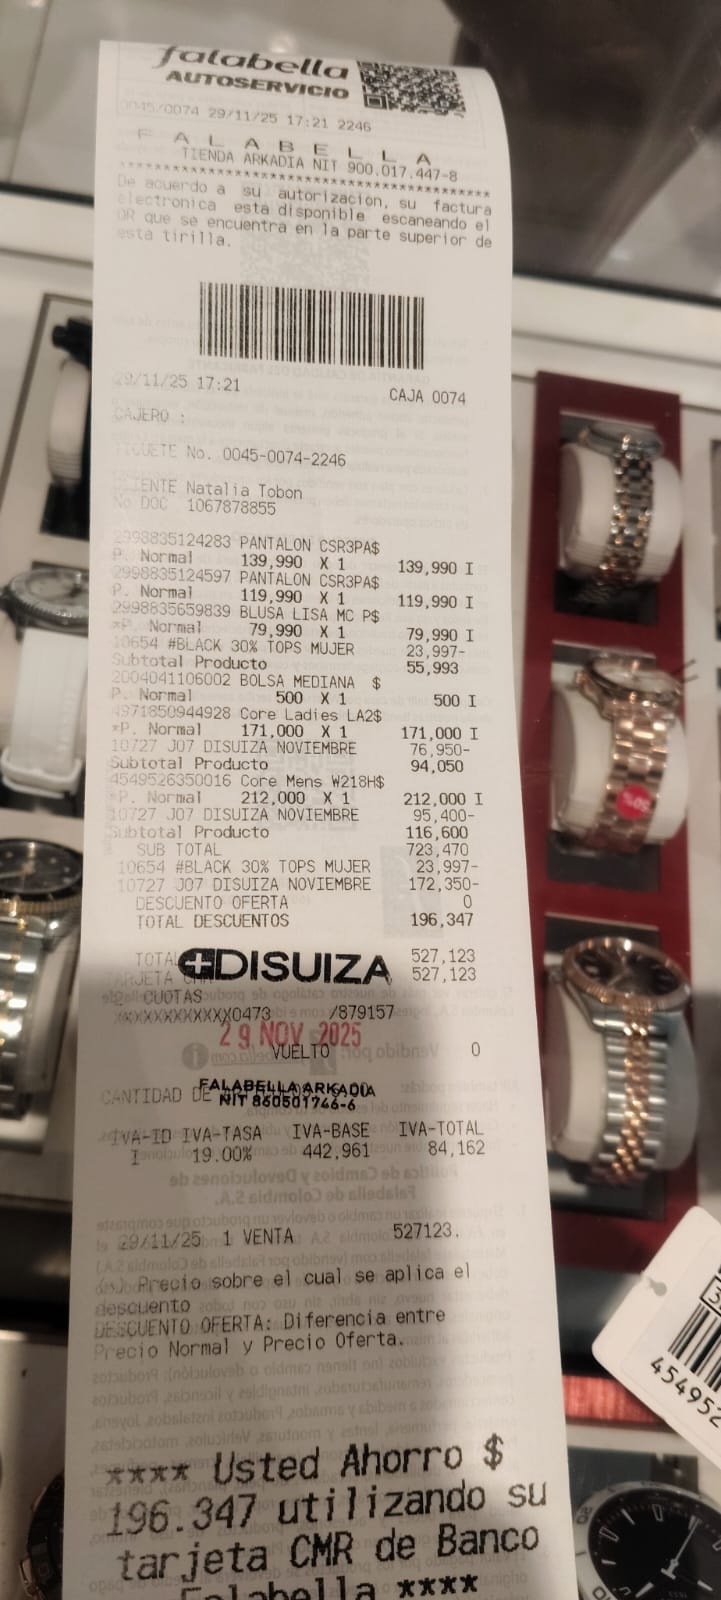 falabella
AUTOSERVICIO
0045/0074 29/11/25 17:21 2246
F A L A B E L L A
TIENDA ARKADIA NIT 900.017.447-8
****************************************
De acuerdo a su autorización, su factura
electronica esta disponible escaneando el
QR que se encuentra en la parte superior de
esta tirilla.
29/11/25 17:21 CAJA 0074
CAJERO :
TIQUETE No. 0045-0074-2246
CLIENTE Natalia Tobon
No DOC 1067878855
2998835124283 PANTALON CSR3PA$
P. Normal 139,990 X 1 139,990 I
2998835124597 PANTALON CSR3PA$
P. Normal 119,990 X 1 119,990 I
2998835659839 BLUSA LISA MC P$
*P. Normal 79,990 X 1 79,990 I
10654 #BLACK 30% TOPS MUJER 23,997-
Subtotal Producto 55,993
2004041106002 BOLSA MEDIANA $
P. Normal 500 X 1 500 I
4971850944928 Core Ladies LA2$
*P. Normal 171,000 X 1 171,000 I
10727 J07 DISUIZA NOVIEMBRE 76,950-
Subtotal Producto 94,050
4549526350016 Core Mens W218H$
*P. Normal 212,000 X 1 212,000 I
10727 J07 DISUIZA NOVIEMBRE 95,400-
Subtotal Producto 116,600
SUB TOTAL 723,470
10654 #BLACK 30% TOPS MUJER 23,997-
10727 J07 DISUIZA NOVIEMBRE 172,350-
DESCUENTO OFERTA 0
TOTAL DESCUENTOS 196,347
TOTAL 527,123
DISUIZA
TARJETA CMR 527,123
CUOTAS
XXXXXXXXXXXX0473 /879157
29 NOV 2025
VUELTO 0
FALABELLA ARKADIA
CANTIDAD DE
NIT 860501746-6
IVA-ID IVA-TASA IVA-BASE IVA-TOTAL
I 19.00% 442,961 84,162
29/11/25 1 VENTA 527123.
(*) Precio sobre el cual se aplica el
descuento
DESCUENTO OFERTA: Diferencia entre
Precio Normal y Precio Oferta.
**** Usted Ahorro $
196.347 utilizando su
tarjeta CMR de Banco
Falabella ****
50%
454952